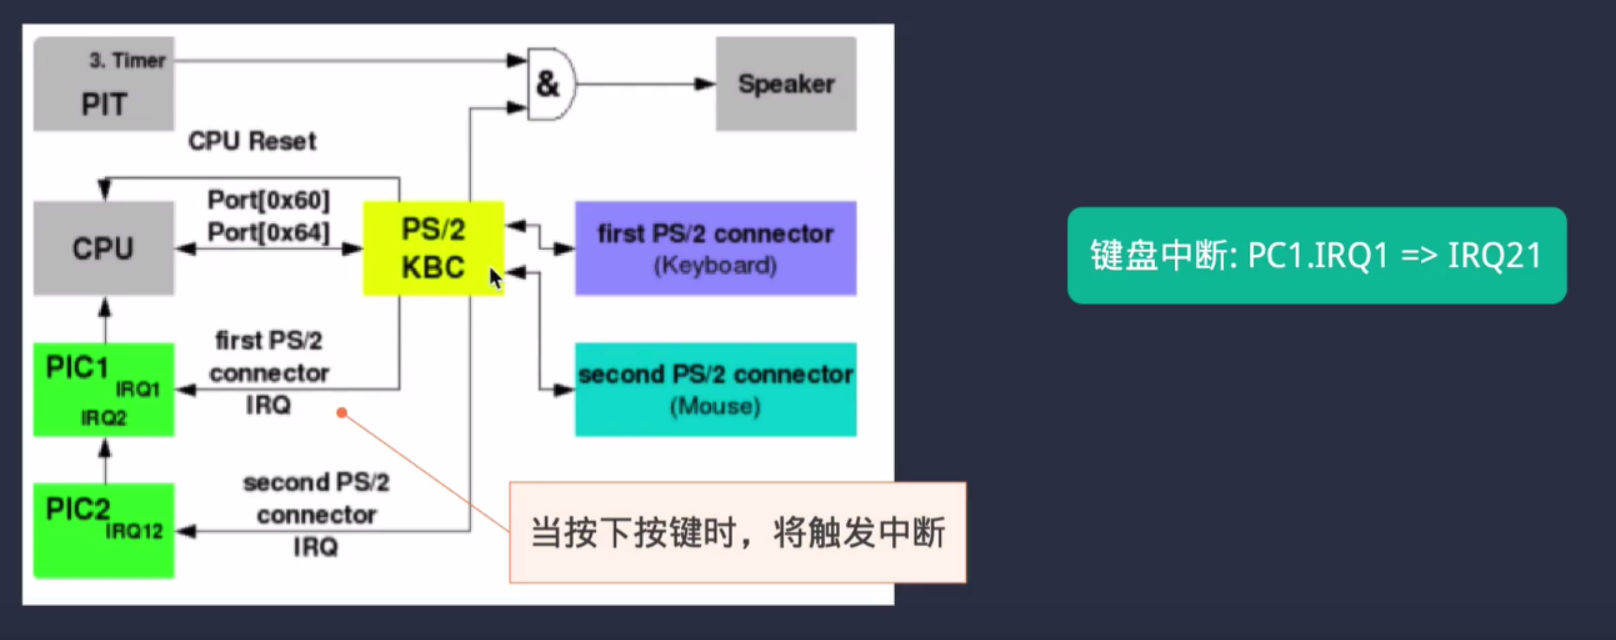 3. Timer
PIT
&
Speaker
CPU Reset
Port[0x60]
Port[0x64]
CPU
PS/2
KBC
first PS/2 connector
(Keyboard)
键盘中断: PC1.IRQ1 => IRQ21
first PS/2
connector
IRQ
PIC1
IRQ1
IRQ2
second PS/2 connector
(Mouse)
second PS/2
connector
IRQ
PIC2
IRQ12
当按下按键时，将触发中断